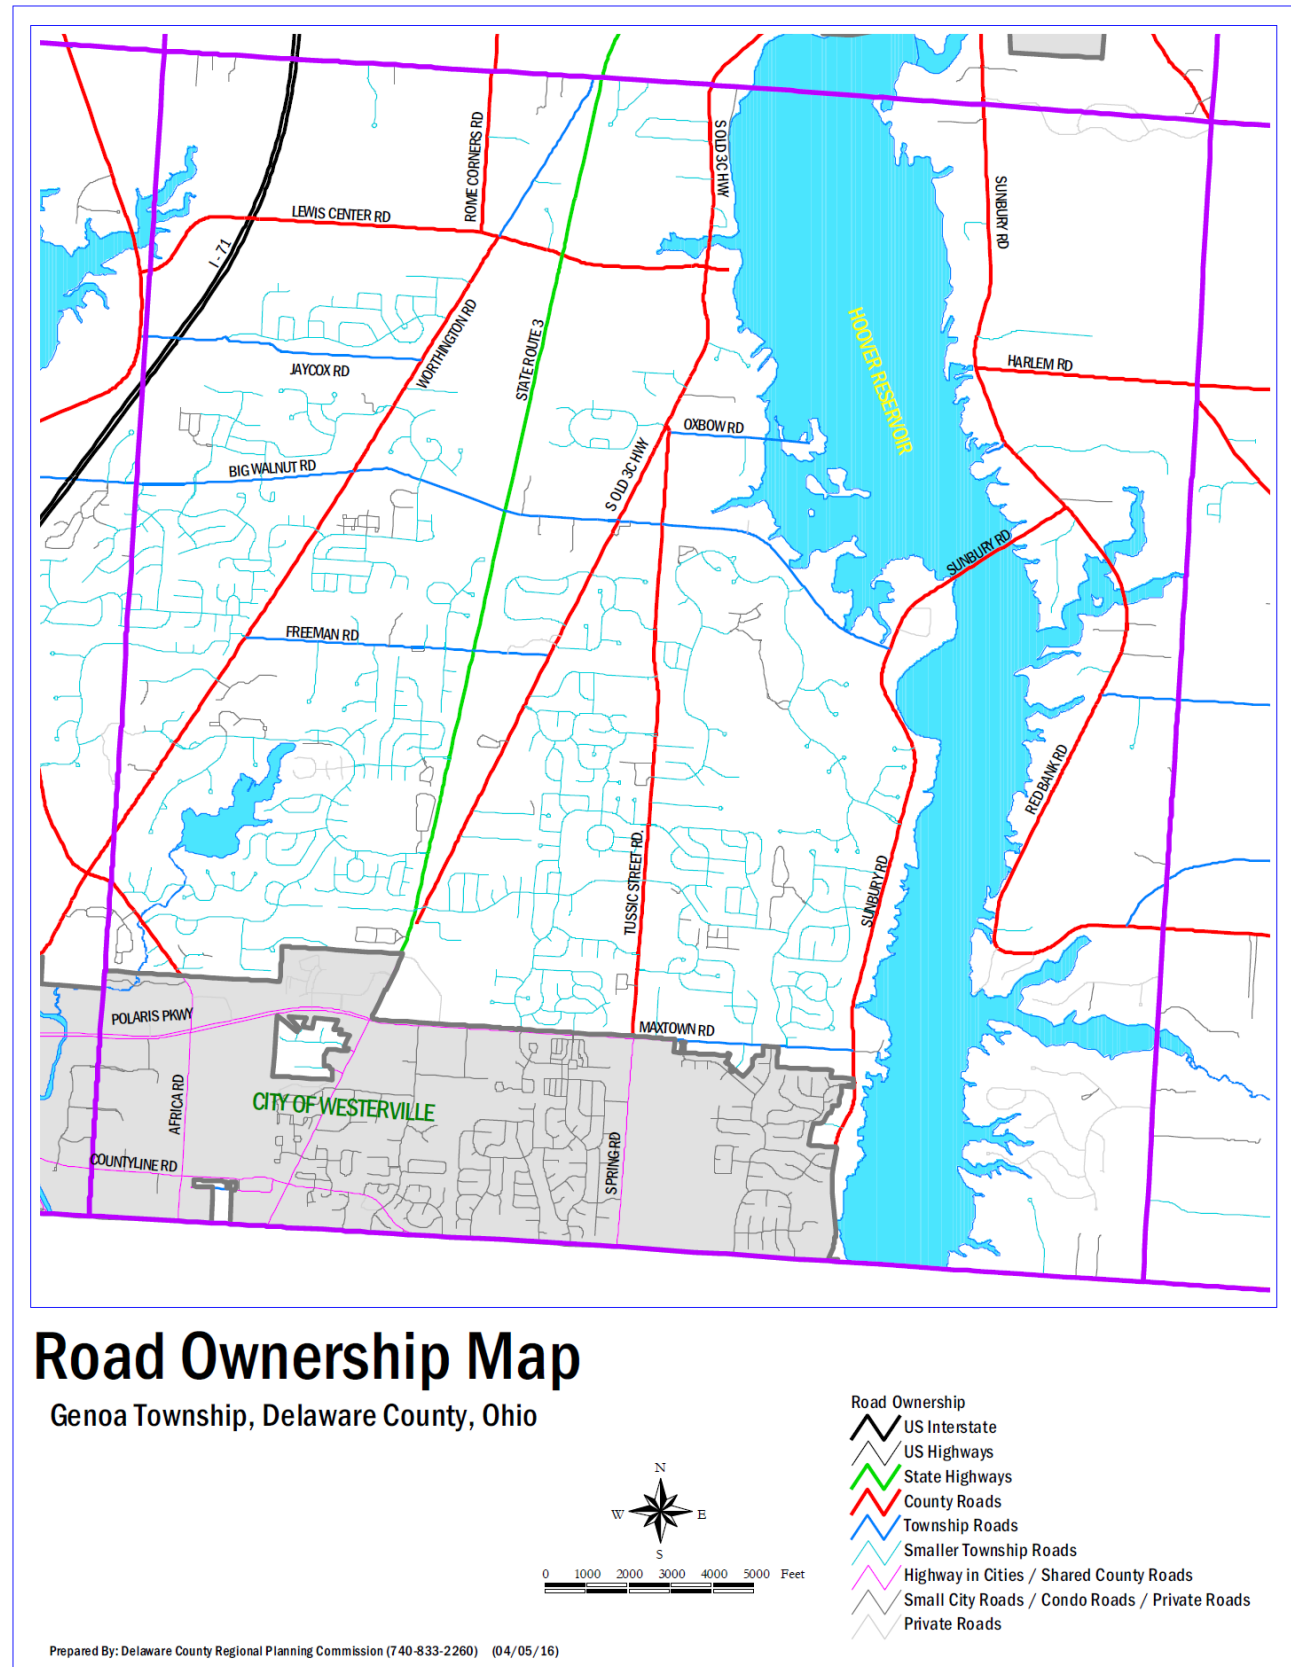 ROME CORNERS RD
S OLD 3C HWY
SUNBURY RD
LEWIS CENTER RD
I - 71
WORTHINGTON RD
STATE ROUTE 3
HOOVER RESERVOIR
JAYCOX RD
HARLEM RD
OXBOW RD
S OLD 3C HWY
BIG WALNUT RD
SUNBURY RD
FREEMAN RD
RED BANK RD
TUSSIC STREET RD.
SUNBURY RD
POLARIS PKWY
MAXTOWN RD
AFRICA RD
CITY OF WESTERVILLE
COUNTYLINE RD
SPRING RD
Road Ownership Map
Genoa Township, Delaware County, Ohio
N
W E
S
0 1000 2000 3000 4000 5000 Feet
Road Ownership
US Interstate
US Highways
State Highways
County Roads
Township Roads
Smaller Township Roads
Highway in Cities / Shared County Roads
Small City Roads / Condo Roads / Private Roads
Private Roads
Prepared By: Delaware County Regional Planning Commission (740-833-2260) (04/05/16)